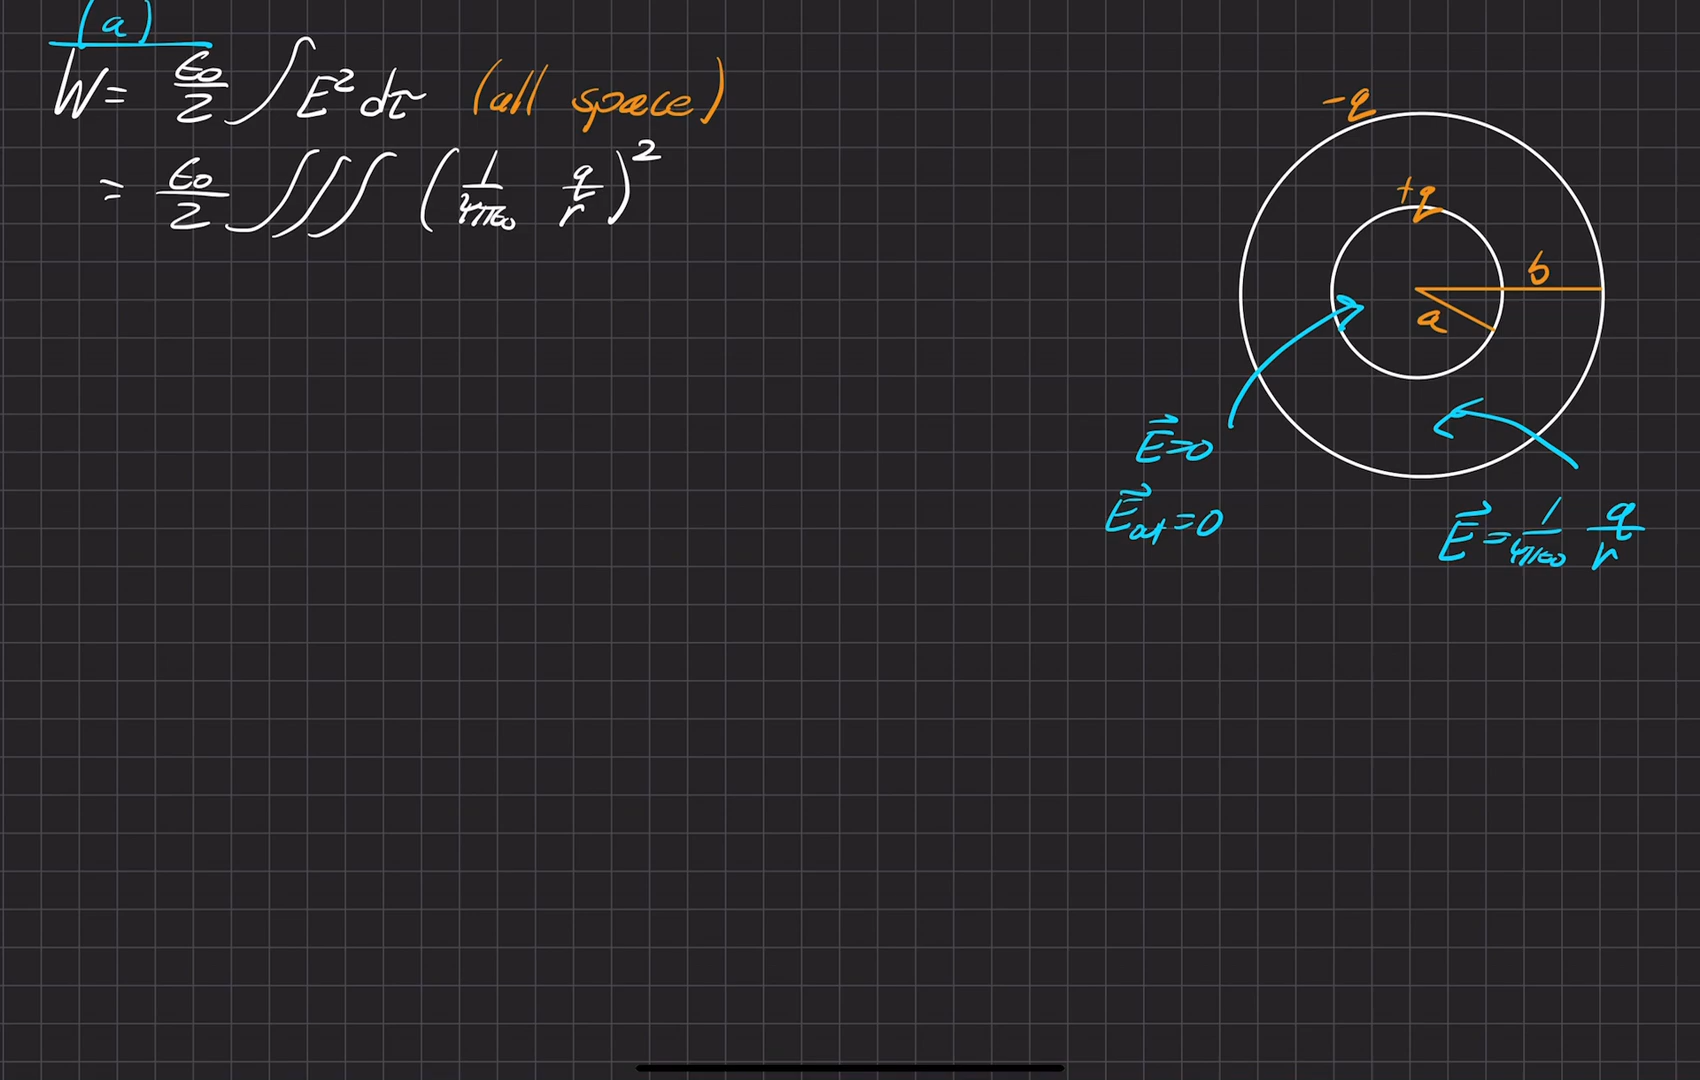 (a)
W = ε₀/2 ∫ E² dτ (all space)
= ε₀/2 ∫∫∫ (1/4πε₀ q/r)²
-q
+q
b
a
E⃗=0
E⃗out=0
E⃗ = 1/4πε₀ q/r